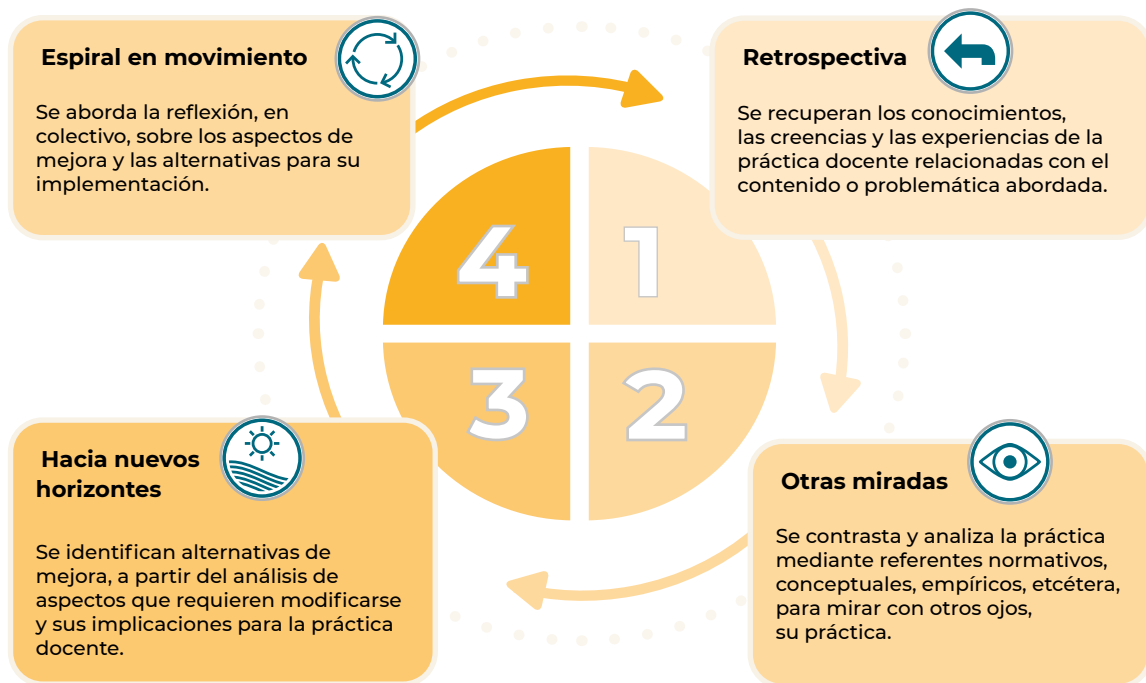 Espiral en movimiento
Se aborda la reflexión, en
colectivo, sobre los aspectos de
mejora y las alternativas para su
implementación.
Retrospectiva
Se recuperan los conocimientos,
las creencias y las experiencias de la
práctica docente relacionadas con el
contenido o problemática abordada.
4
1
3
2
Hacia nuevos
horizontes
Se identifican alternativas de
mejora, a partir del análisis de
aspectos que requieren modificarse
y sus implicaciones para la práctica
docente.
Otras miradas
Se contrasta y analiza la práctica
mediante referentes normativos,
conceptuales, empíricos, etcétera,
para mirar con otros ojos,
su práctica.